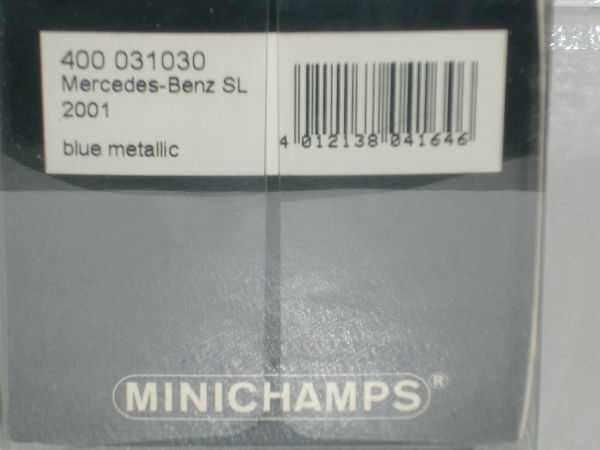 400 031030
Mercedes-Benz SL
2001
blue metallic
4 012138 041646
MINICHAMPS®